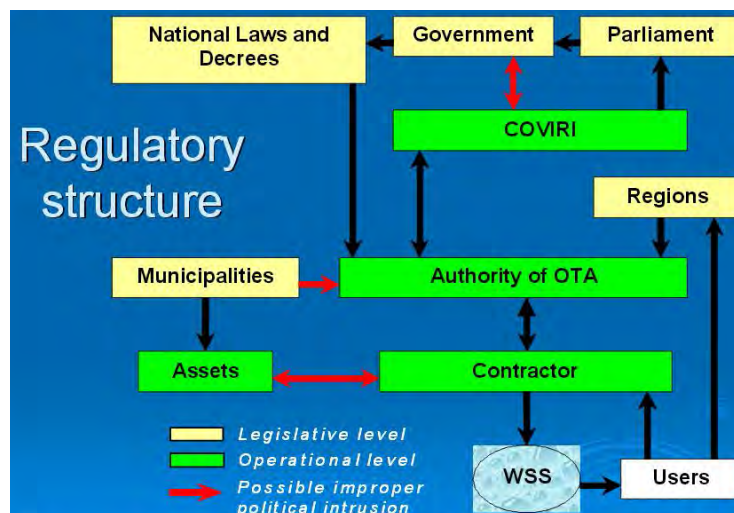 National Laws and
Decrees
Government
Parliament
COVIRI
Regulatory
structure
Regions
Municipalities
Authority of OTA
Assets
Contractor
Legislative level
Operational level
Possible improper
political intrusion
WSS
Users